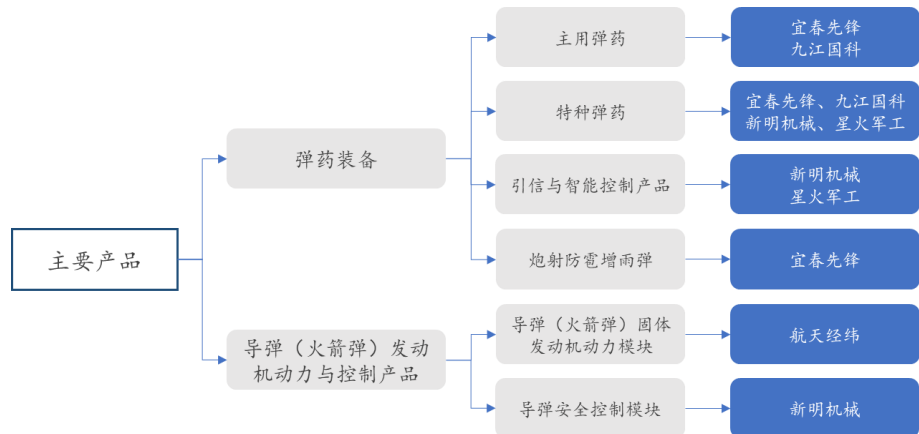 主要产品
弹药装备
主用弹药
宜春先锋
九江国科
特种弹药
宜春先锋、九江国科
新明机械、星火军工
引信与智能控制产品
新明机械
星火军工
炮射防雹增雨弹
宜春先锋
导弹（火箭弹）发动
机动力与控制产品
导弹（火箭弹）固体
发动机动力模块
航天经纬
导弹安全控制模块
新明机械